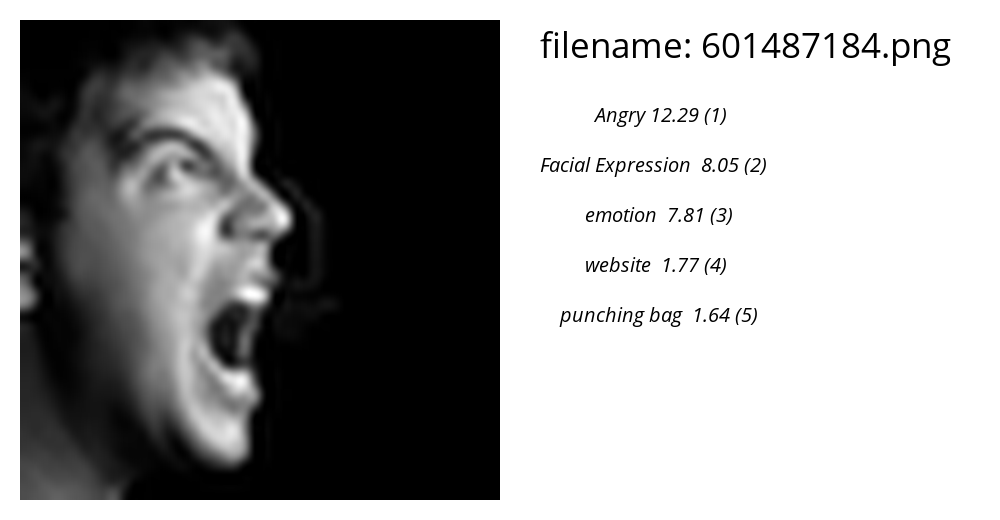 filename: 601487184.png
Angry 12.29 (1)
Facial Expression 8.05 (2)
emotion 7.81 (3)
website 1.77 (4)
punching bag 1.64 (5)